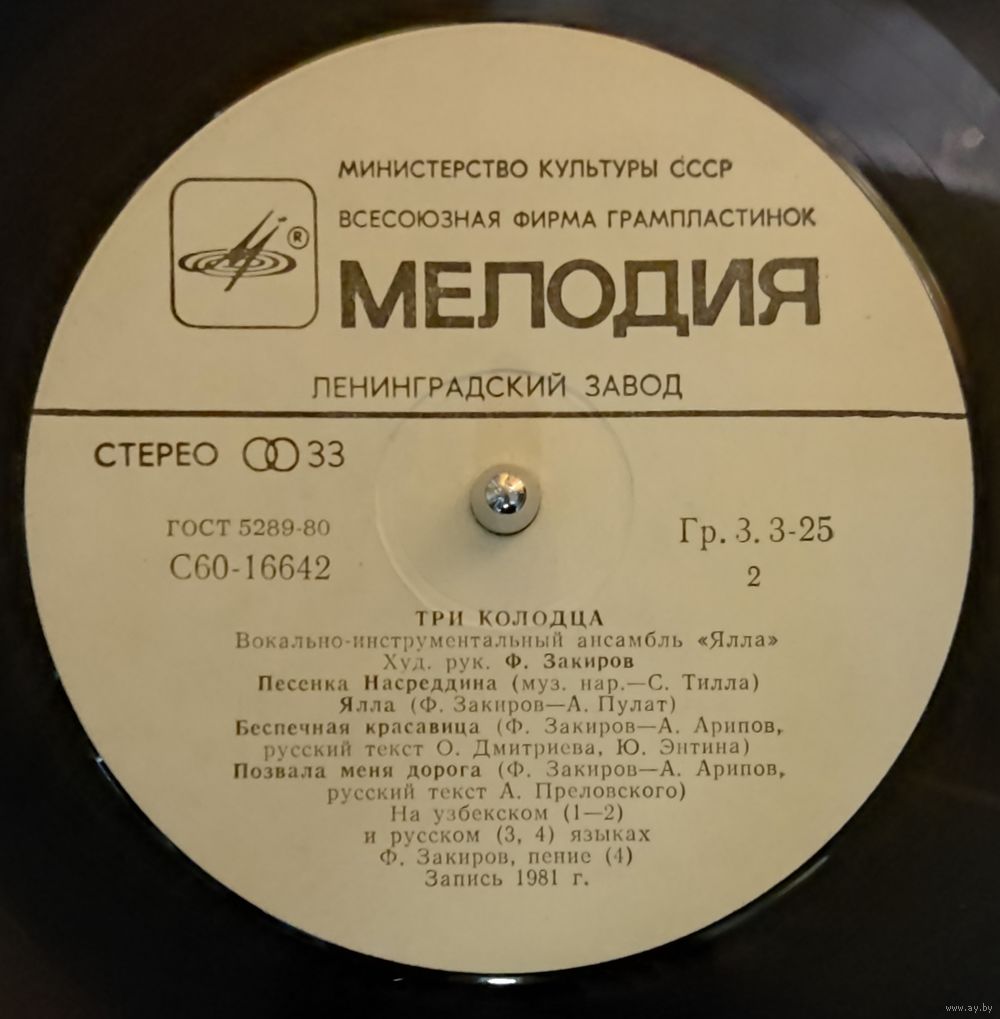 МИНИСТЕРСТВО КУЛЬТУРЫ СССР
ВСЕСОЮЗНАЯ ФИРМА ГРАМПЛАСТИНОК
®
МЕЛОДИЯ
ЛЕНИНГРАДСКИЙ ЗАВОД
СТЕРЕО 33
ГОСТ 5289-80
С60-16642
Гр. 3. 3-25
2
ТРИ КОЛОДЦА
Вокально-инструментальный ансамбль «Ялла»
Худ. рук. Ф. Закиров
Песенка Насреддина (муз. нар.—С. Тилла)
Ялла (Ф. Закиров—А. Пулат)
Беспечная красавица (Ф. Закиров—А. Арипов,
русский текст О. Дмитриева, Ю. Энтина)
Позвала меня дорога (Ф. Закиров—А. Арипов,
русский текст А. Преловского)
На узбекском (1—2)
и русском (3, 4) языках
Ф. Закиров, пение (4)
Запись 1981 г.
www.ay.by